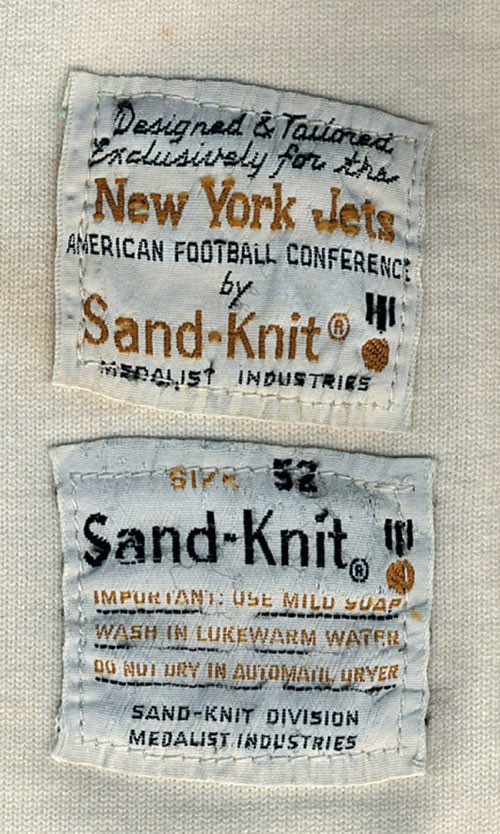 Designed & Tailored
Exclusively for the
New York Jets
AMERICAN FOOTBALL CONFERENCE
by
Sand-Knit®
MEDALIST INDUSTRIES
SIZE 52
Sand-Knit®
IMPORTANT: USE MILD SOAP
WASH IN LUKEWARM WATER
DO NOT DRY IN AUTOMATIC DRYER
SAND-KNIT DIVISION
MEDALIST INDUSTRIES